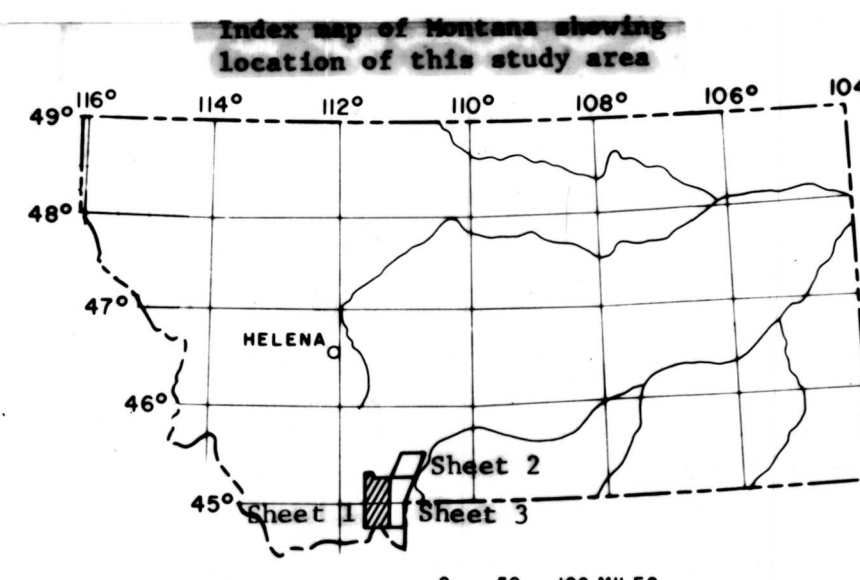 Index map of Montana showing
location of this study area
116° 114° 112° 110° 108° 106° 104
49°
48°
47°
HELENA
46°
Sheet 2
45°
Sheet 1 Sheet 3